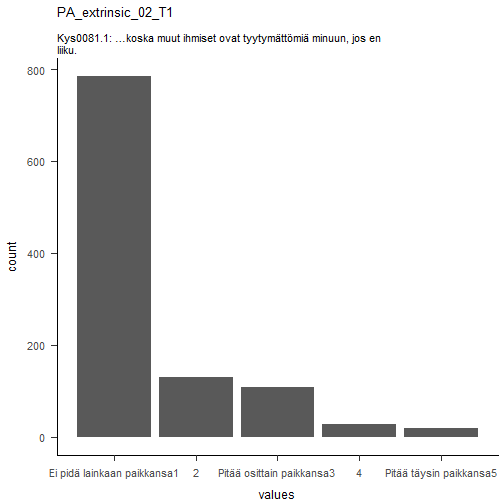 PA_extrinsic_02_T1
Kys0081.1: …koska muut ihmiset ovat tyytymättömiä minuun, jos en
liiku.
800
600
400
200
0
count
Ei pidä lainkaan paikkansa1 2 Pitää osittain paikkansa3 4 Pitää täysin paikkansa5
values